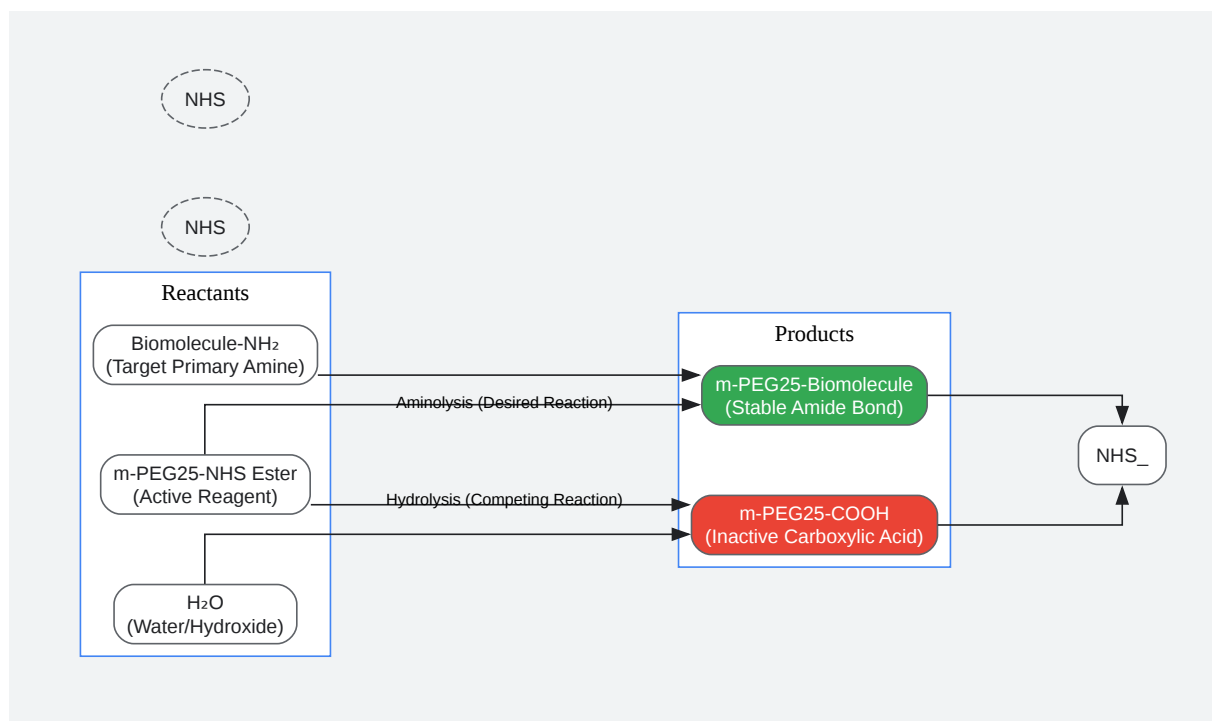 NHS
NHS
Reactants
Biomolecule-NH₂
(Target Primary Amine)
m-PEG25-NHS Ester
(Active Reagent)
H₂O
(Water/Hydroxide)
Aminolysis (Desired Reaction)
Hydrolysis (Competing Reaction)
Products
m-PEG25-Biomolecule
(Stable Amide Bond)
m-PEG25-COOH
(Inactive Carboxylic Acid)
NHS_